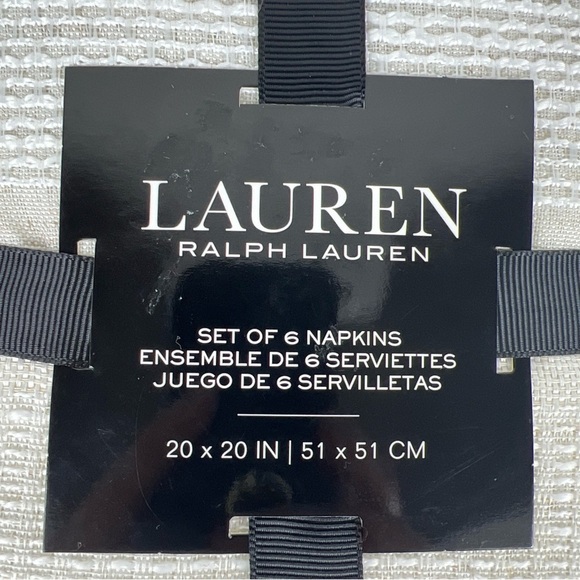 LAUREN
RALPH LAUREN
SET OF 6 NAPKINS
ENSEMBLE DE 6 SERVIETTES
JUEGO DE 6 SERVILLETAS
20 x 20 IN | 51 x 51 CM